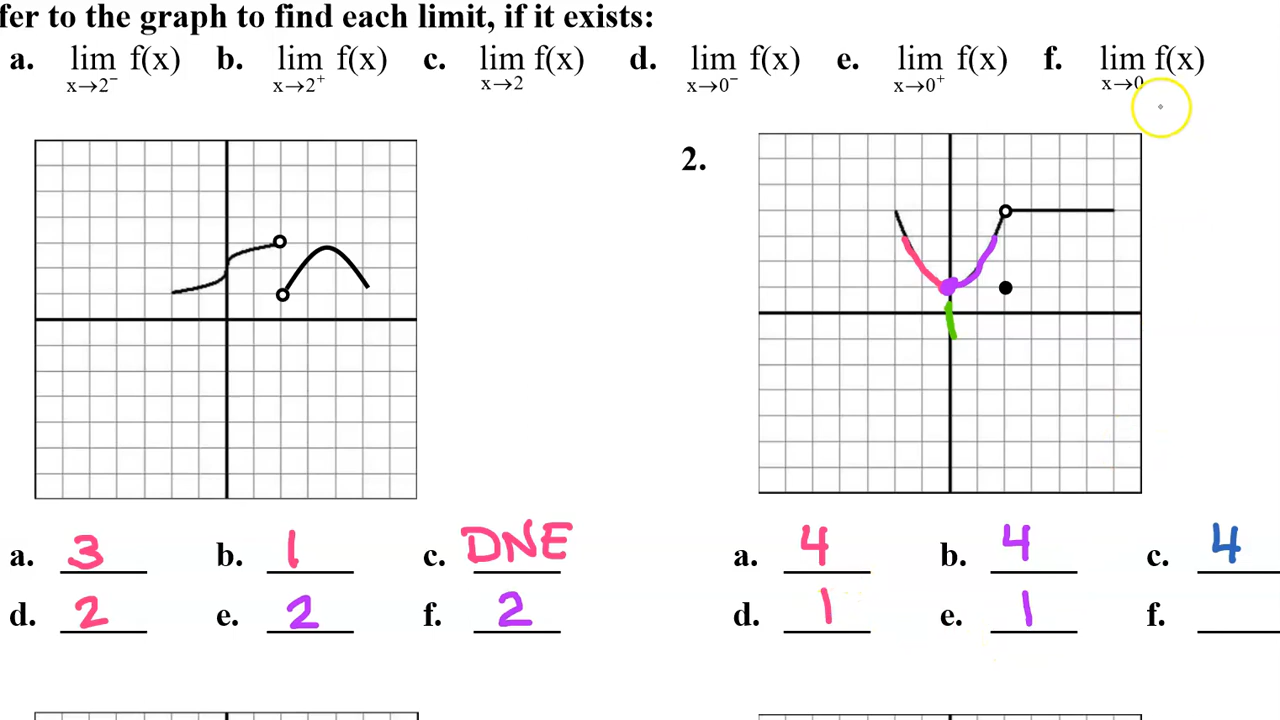 fer to the graph to find each limit, if it exists:
a. lim f(x) b. lim f(x) c. lim f(x) d. lim f(x) e. lim f(x) f. lim f(x)
x→2⁻ x→2⁺ x→2 x→0⁻ x→0⁺ x→0
2.
a. 3 b. 1 c. DNE a. 4 b. 4 c. 4
d. 2 e. 2 f. 2 d. 1 e. 1 f.